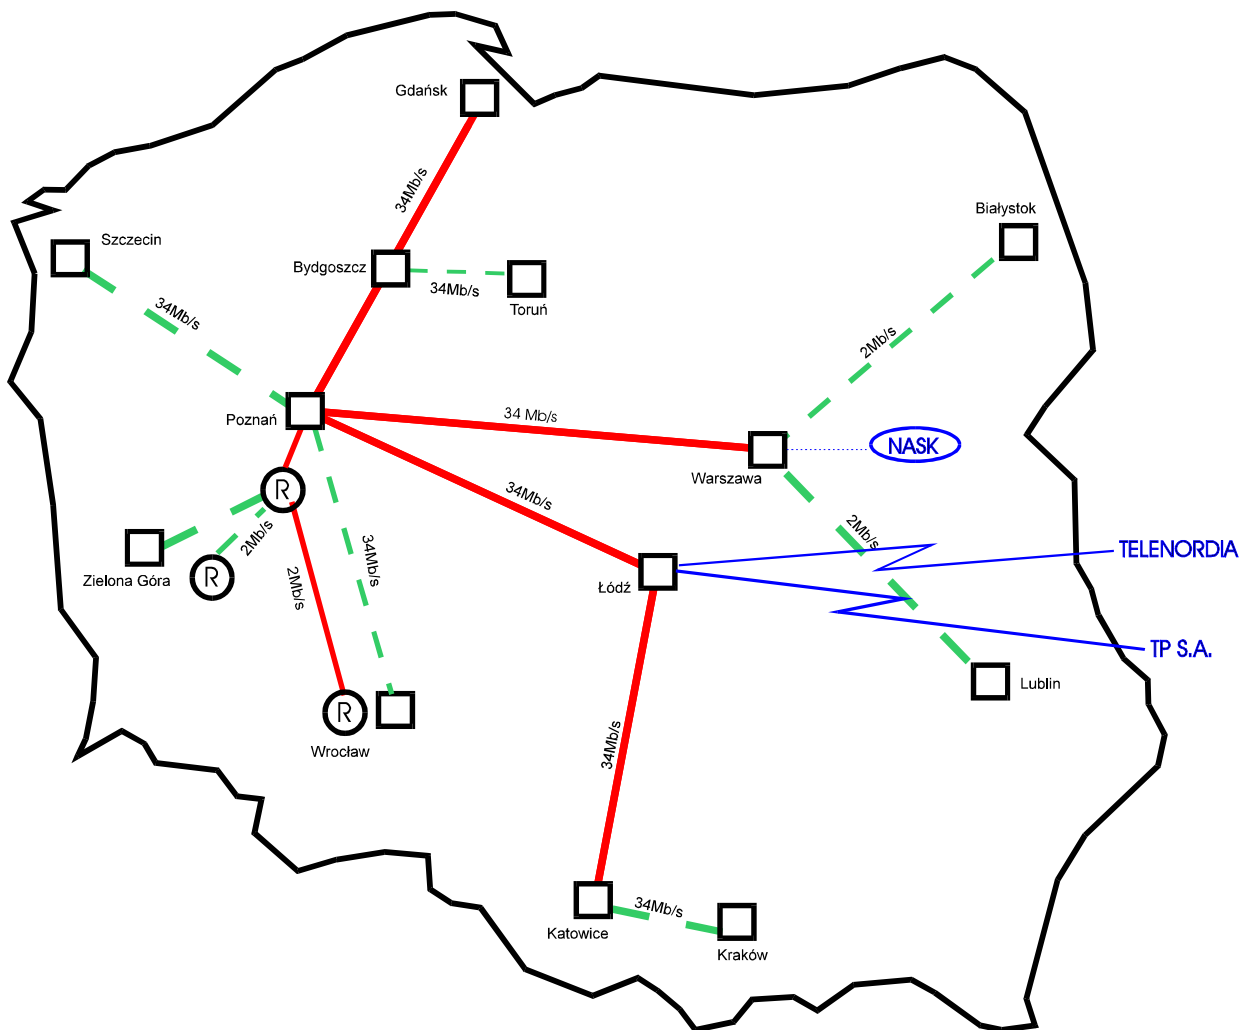 Gdańsk
34Mb/s
Białystok
Szczecin
Bydgoszcz
34Mb/s
Toruń
34Mb/s
2Mb/s
Poznań
34 Mb/s
NASK
Warszawa
34Mb/s
R
2Mb/s
34Mb/s
2Mb/s
TELENORDIA
Zielona Góra
R
2Mb/s
Łódź
TP S.A.
Lublin
R
Wrocław
34Mb/s
34Mb/s
Katowice
Kraków